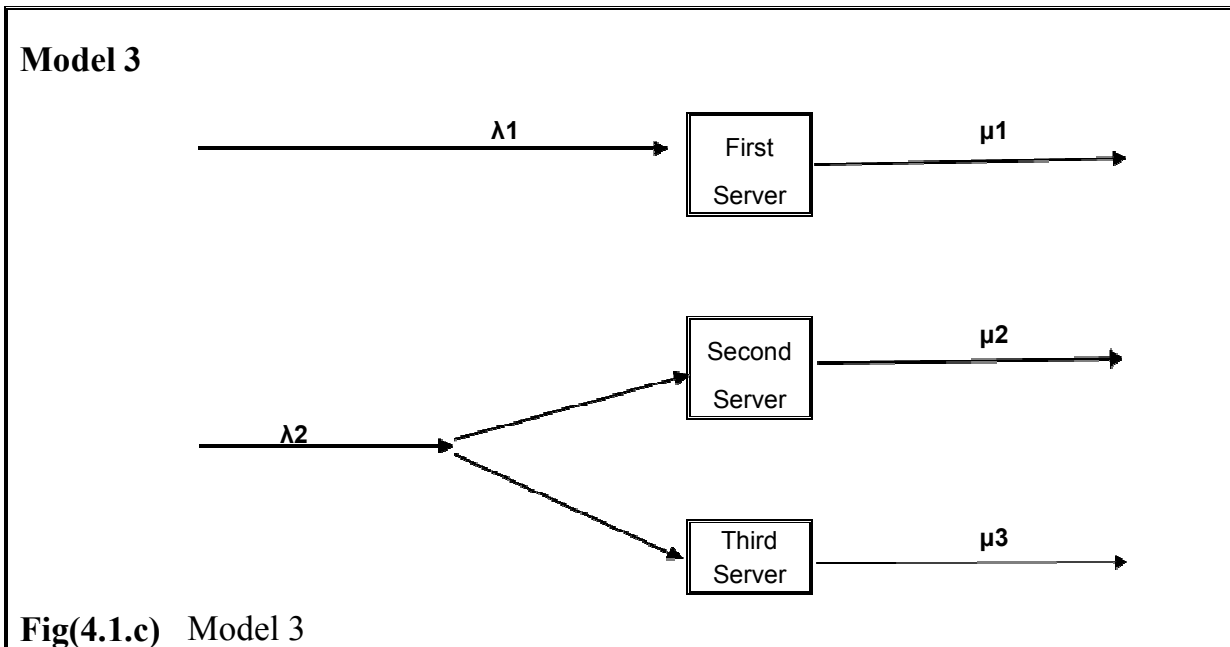 Model 3
λ1
First
Server
μ1
Second
Server
μ2
λ2
Third
Server
μ3
Fig(4.1.c) Model 3